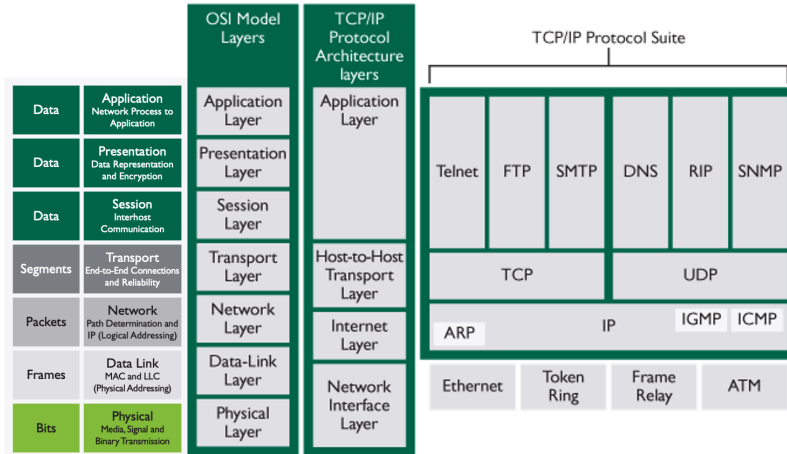 OSI Model
Layers
TCP/IP
Protocol
Architecture
layers
TCP/IP Protocol Suite
Data
Application
Network Process to
Application
Data
Presentation
Data Representation
and Encryption
Data
Session
Interhost
Communication
Segments
Transport
End-to-End Connections
and Reliability
Packets
Network
Path Determination and
IP (Logical Addressing)
Frames
Data Link
MAC and LLC
(Physical Addressing)
Bits
Physical
Media, Signal and
Binary Transmission
Application
Layer
Presentation
Layer
Session
Layer
Transport
Layer
Network
Layer
Data-Link
Layer
Physical
Layer
Application
Layer
Host-to-Host
Transport
Layer
Internet
Layer
Network
Interface
Layer
Telnet
FTP
SMTP
DNS
RIP
SNMP
TCP
UDP
ARP
IP
IGMP
ICMP
Ethernet
Token
Ring
Frame
Relay
ATM